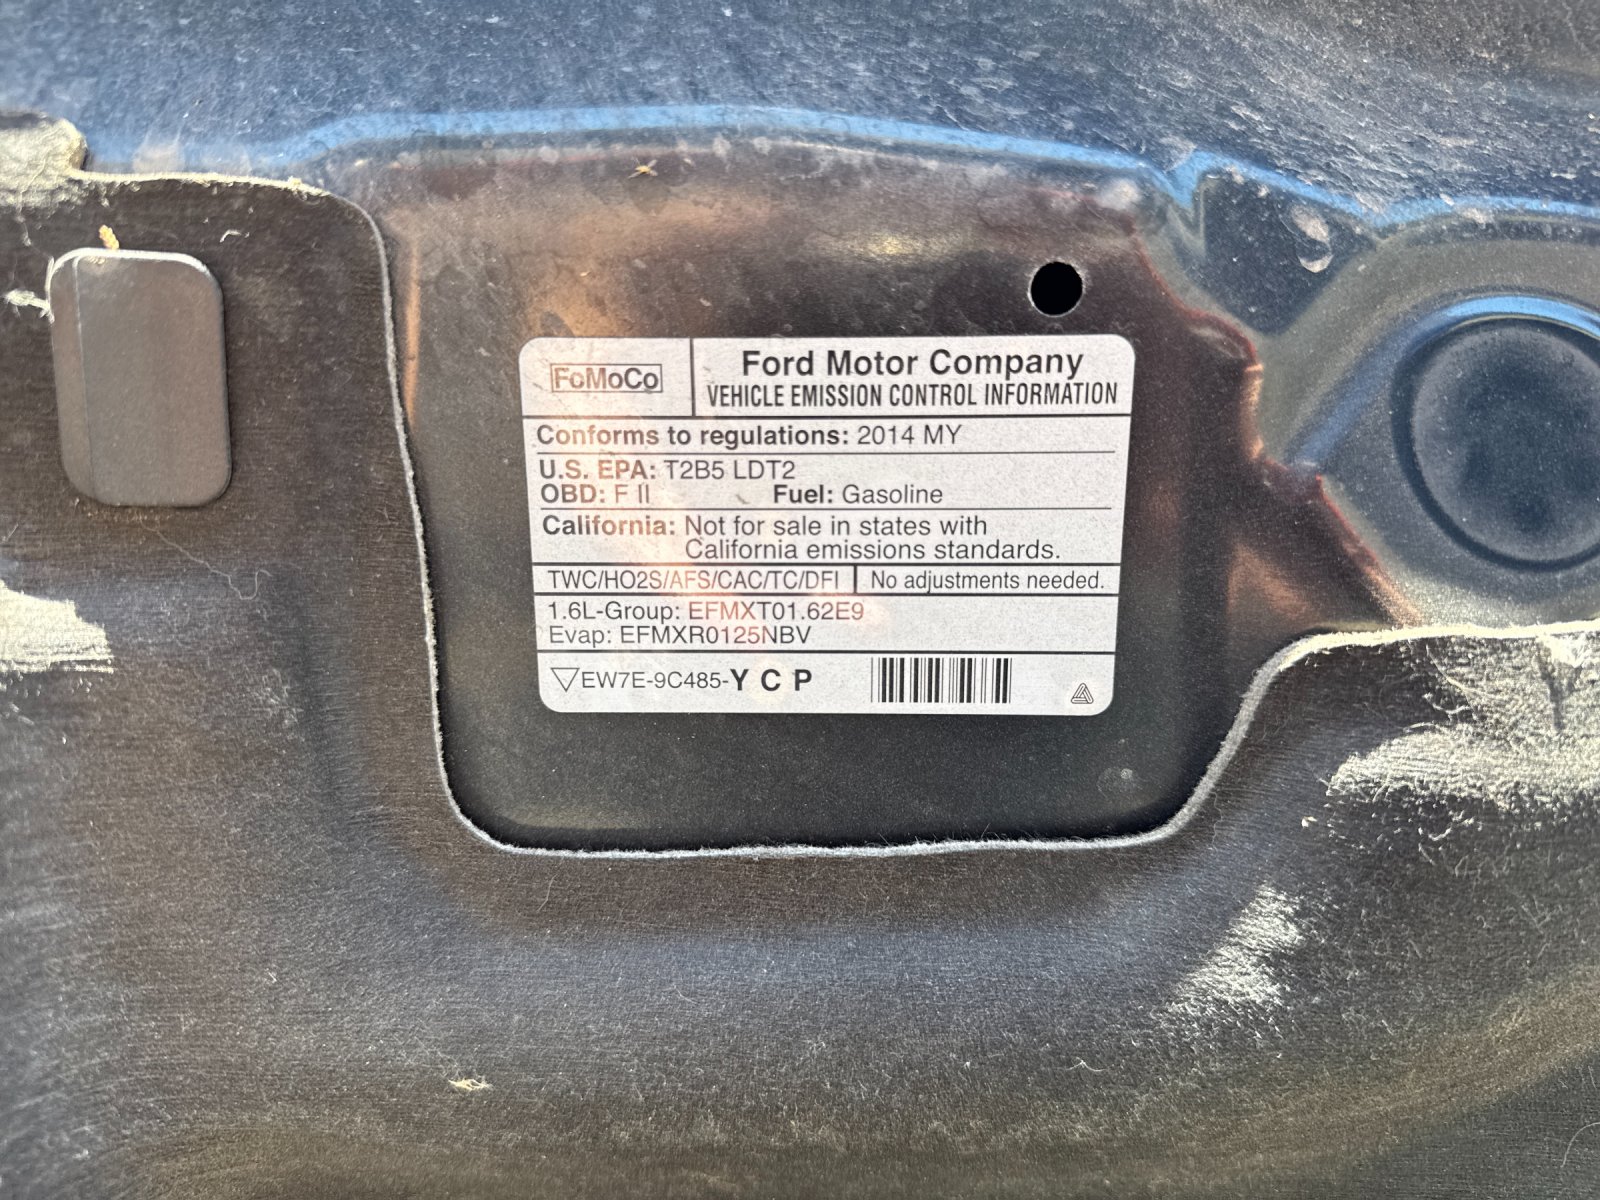 FoMoCo
Ford Motor Company
VEHICLE EMISSION CONTROL INFORMATION
Conforms to regulations: 2014 MY
U.S. EPA: T2B5 LDT2
OBD: F II Fuel: Gasoline
California: Not for sale in states with
California emissions standards.
TWC/HO2S/AFS/CAC/TC/DFI No adjustments needed.
1.6L-Group: EFMXT01.62E9
Evap: EFMXR0125NBV
EW7E-9C485-Y C P